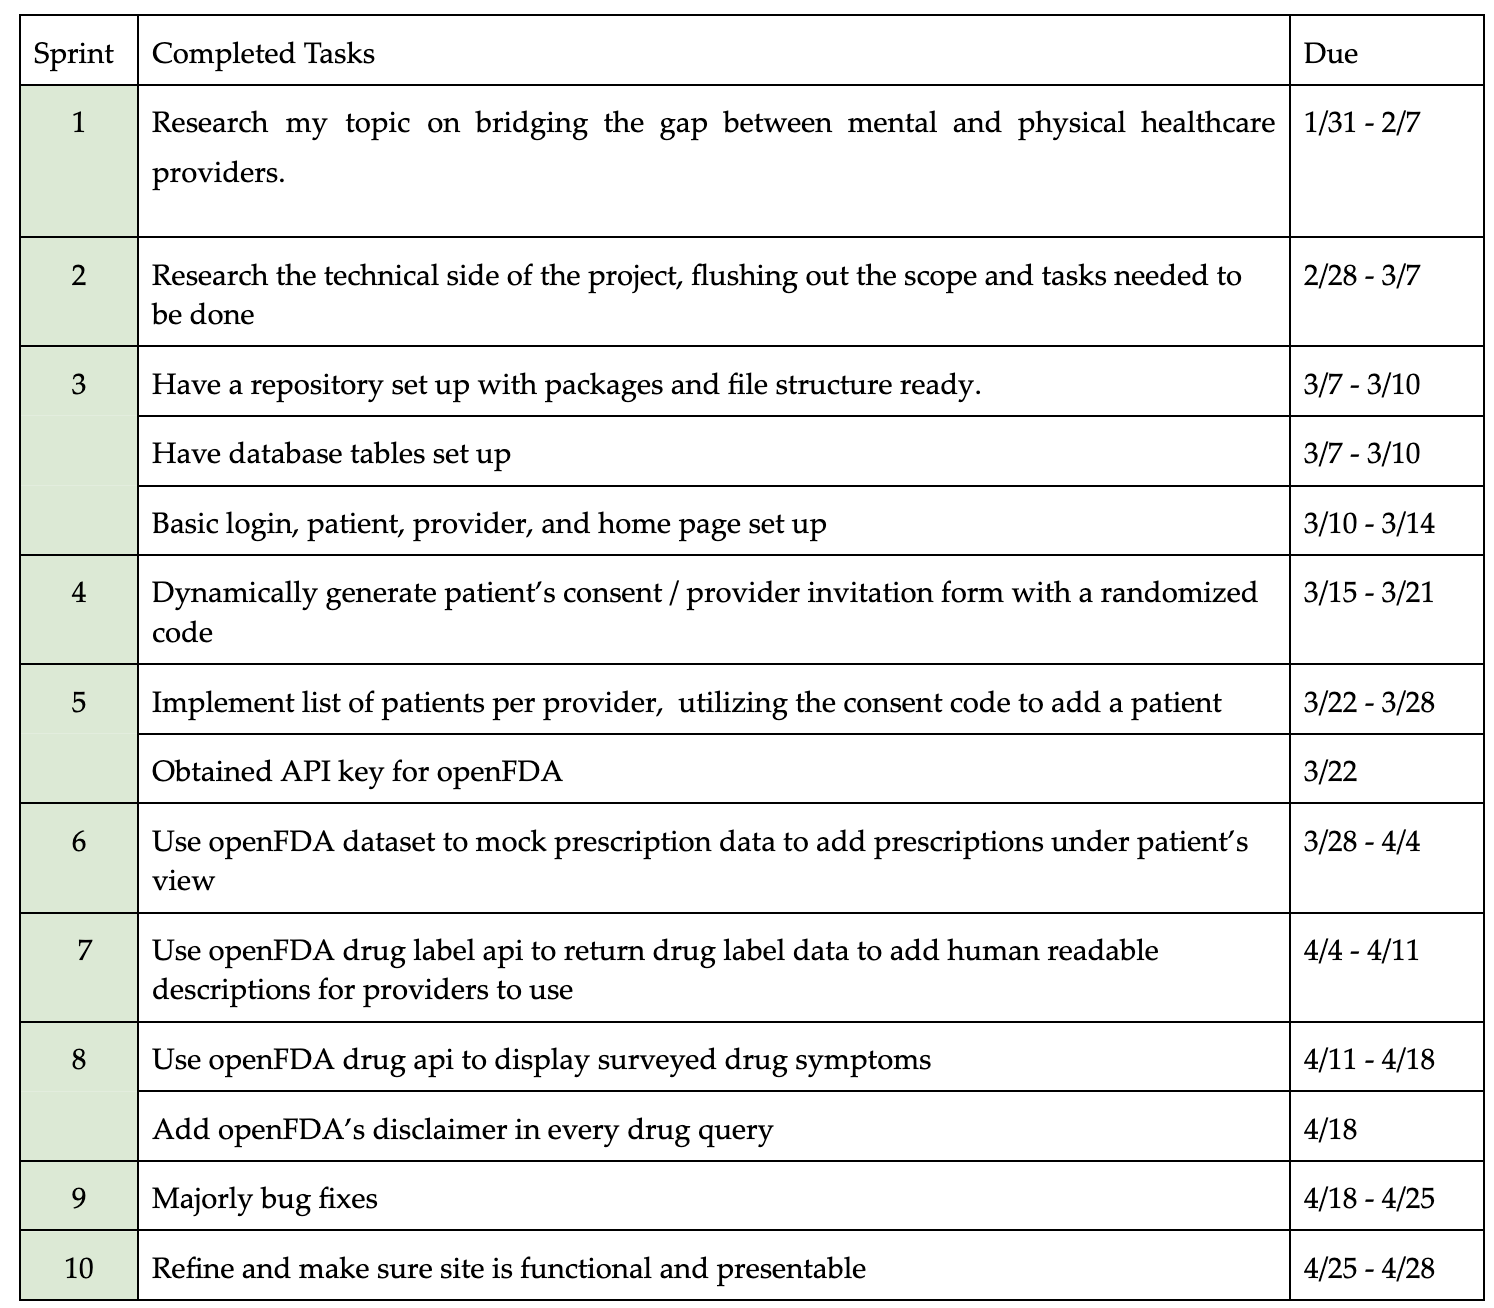 Sprint Completed Tasks Due
1 Research my topic on bridging the gap between mental and physical healthcare 1/31 - 2/7
providers.
2 Research the technical side of the project, flushing out the scope and tasks needed to 2/28 - 3/7
be done
3 Have a repository set up with packages and file structure ready. 3/7 - 3/10
Have database tables set up 3/7 - 3/10
Basic login, patient, provider, and home page set up 3/10 - 3/14
4 Dynamically generate patient’s consent / provider invitation form with a randomized 3/15 - 3/21
code
5 Implement list of patients per provider,  utilizing the consent code to add a patient 3/22 - 3/28
Obtained API key for openFDA 3/22
6 Use openFDA dataset to mock prescription data to add prescriptions under patient’s 3/28 - 4/4
view
7 Use openFDA drug label api to return drug label data to add human readable 4/4 - 4/11
descriptions for providers to use
8 Use openFDA drug api to display surveyed drug symptoms 4/11 - 4/18
Add openFDA’s disclaimer in every drug query 4/18
9 Majorly bug fixes 4/18 - 4/25
10 Refine and make sure site is functional and presentable 4/25 - 4/28